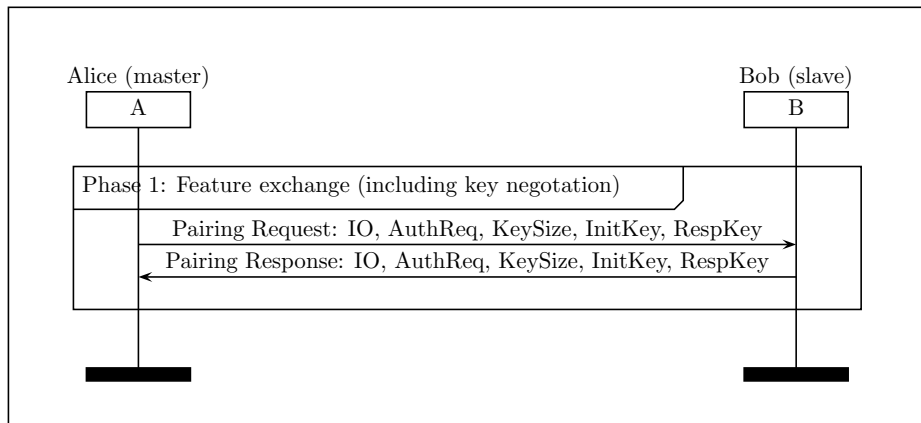 Alice (master)
Bob (slave)
A
B
Phase 1: Feature exchange (including key negotation)
Pairing Request: IO, AuthReq, KeySize, InitKey, RespKey
Pairing Response: IO, AuthReq, KeySize, InitKey, RespKey